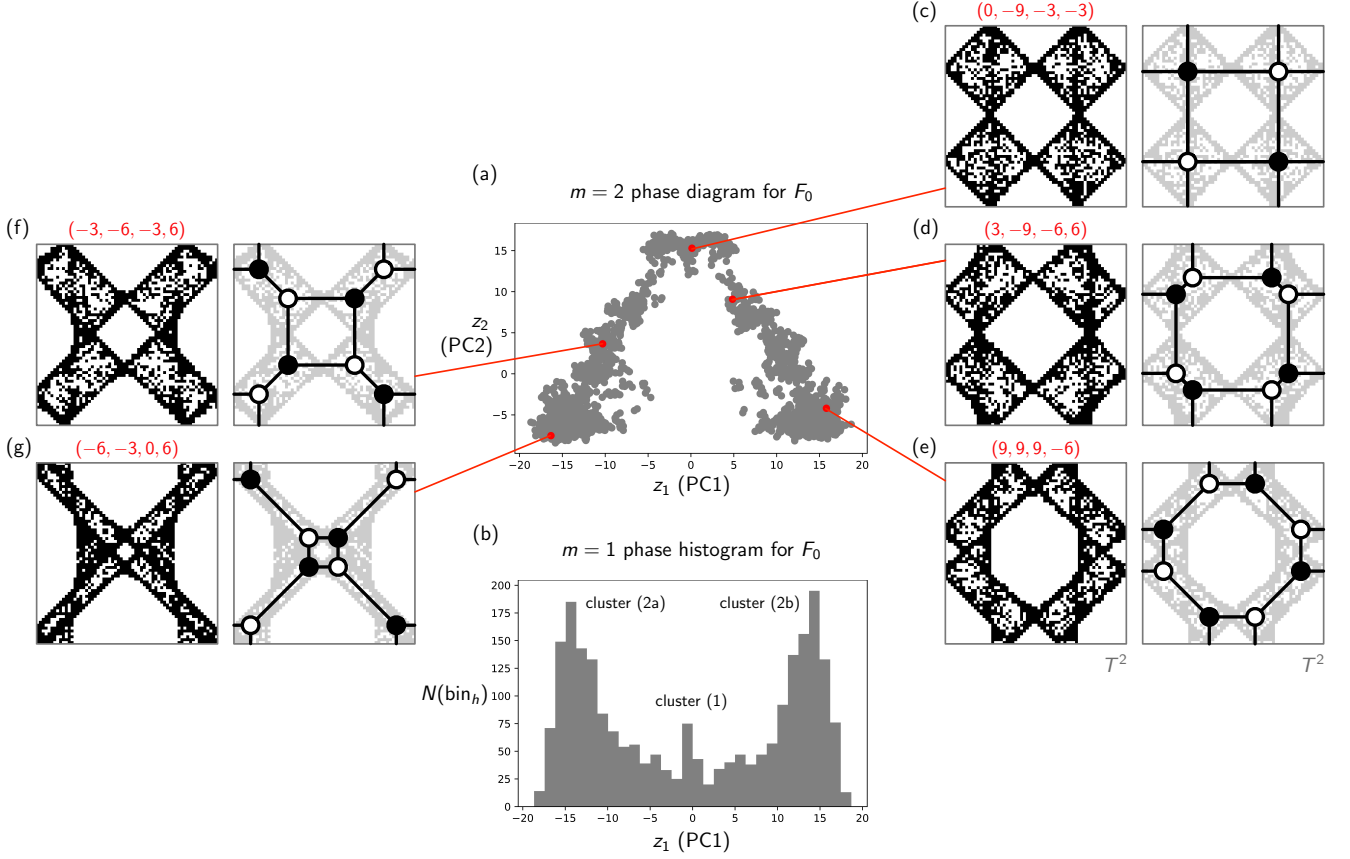 (a)
m = 2 phase diagram for F₀
z₂
(PC2)
15
10
5
0
−5
−20 −15 −10 −5 0 5 10 15 20
z₁ (PC1)
(b)
m = 1 phase histogram for F₀
N(binₕ)
200
175
150
125
100
75
50
25
0
cluster (2a)
cluster (2b)
cluster (1)
−20 −15 −10 −5 0 5 10 15 20
z₁ (PC1)
(c)
(0, −9, −3, −3)
(d)
(3, −9, −6, 6)
(e)
(9, 9, 9, −6)
T² T²
(f)
(−3, −6, −3, 6)
(g)
(−6, −3, 0, 6)